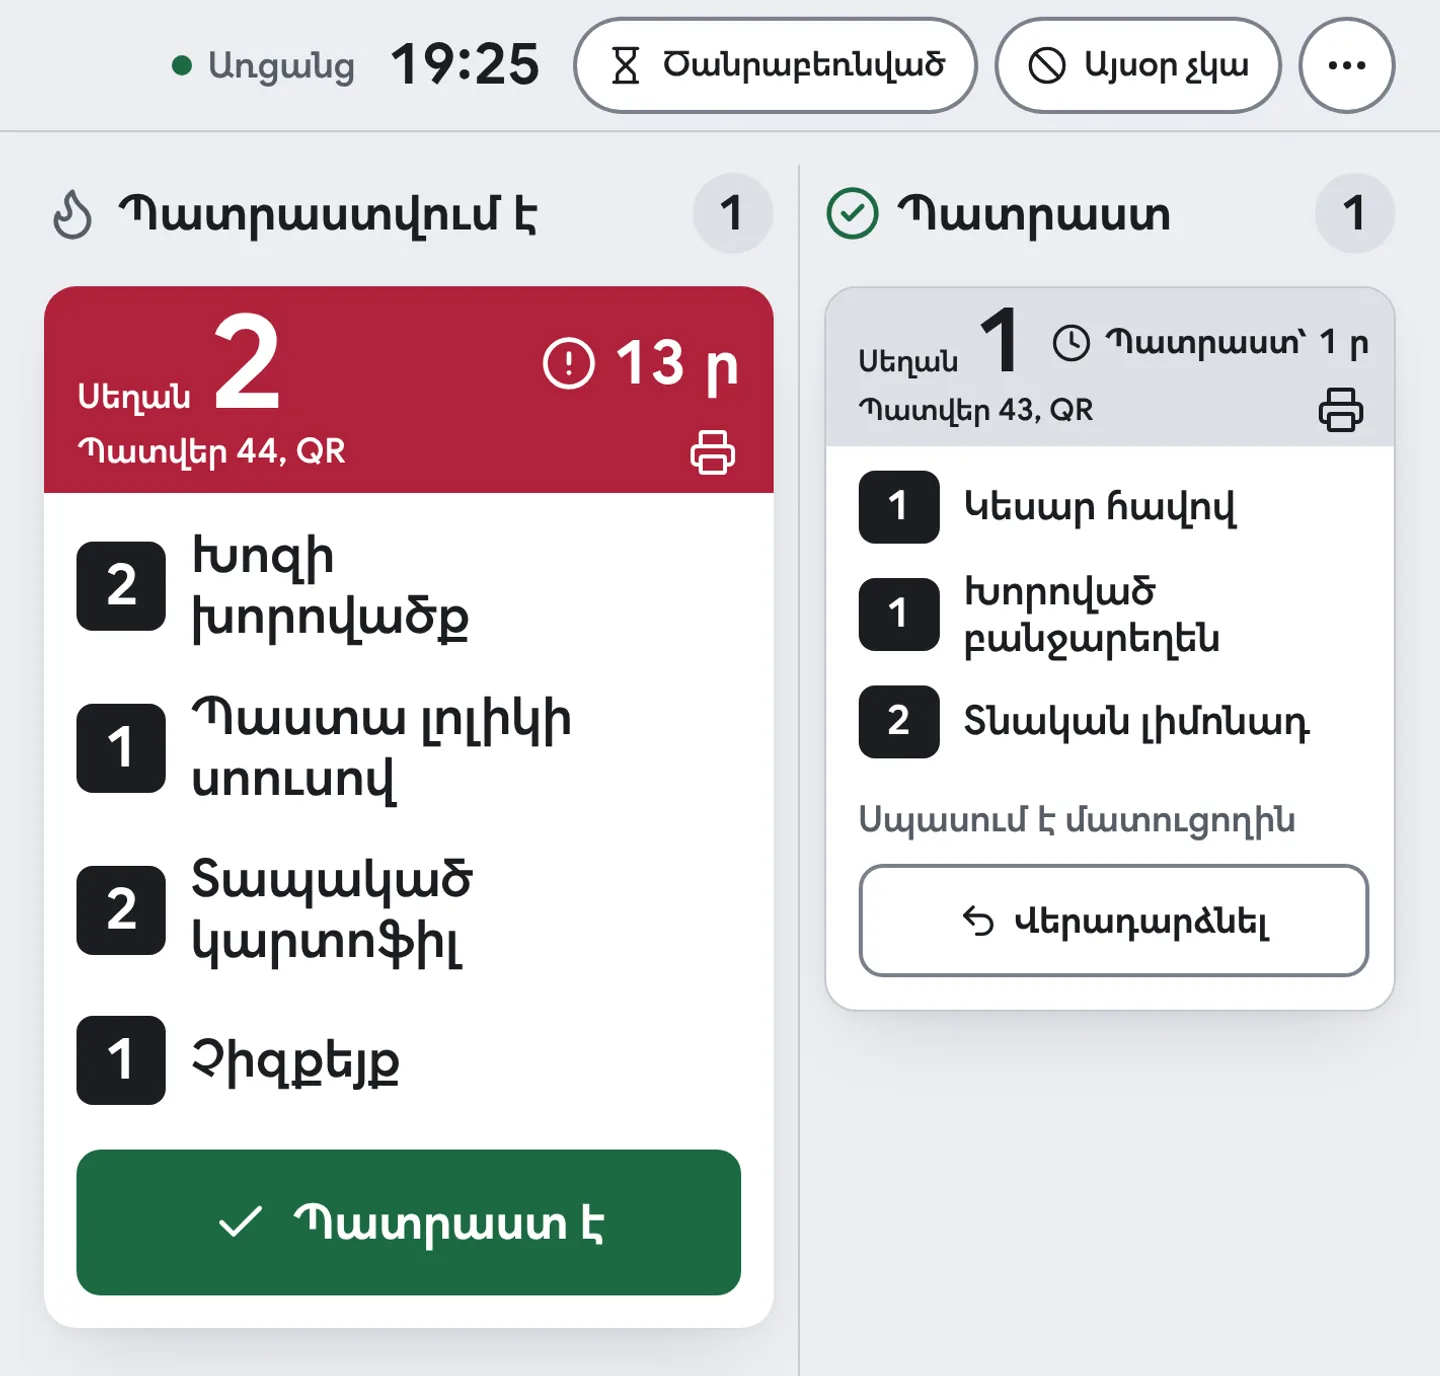 Առցանց 19:25 Ծանրաբեռնված Այսօր չկա
Պատրաստվում է 1
Սեղան 2 13 ր
Պատվեր 44, QR
2 Խոզի
խորովածք
1 Պաստա լոլիկի
սոուսով
2 Տապակած
կարտոֆիլ
1 Չիզքեյք
Պատրաստ է
Պատրաստ 1
Սեղան 1 Պատրաստ՝ 1 ր
Պատվեր 43, QR
1 Կեսար հավով
1 Խորոված
բանջարեղեն
2 Տնական լիմոնադ
Սպասում է մատուցողին
Վերադարձնել